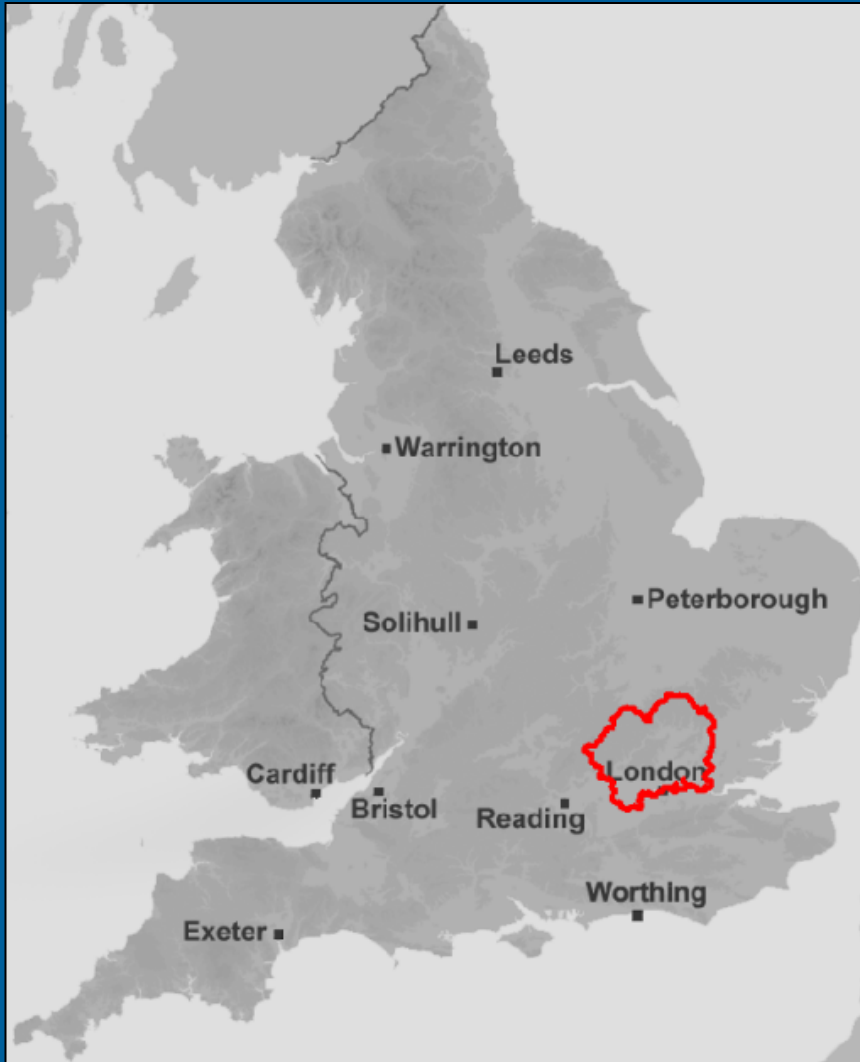 Leeds
Warrington
Peterborough
Solihull
London
Cardiff
Bristol
Reading
Worthing
Exeter